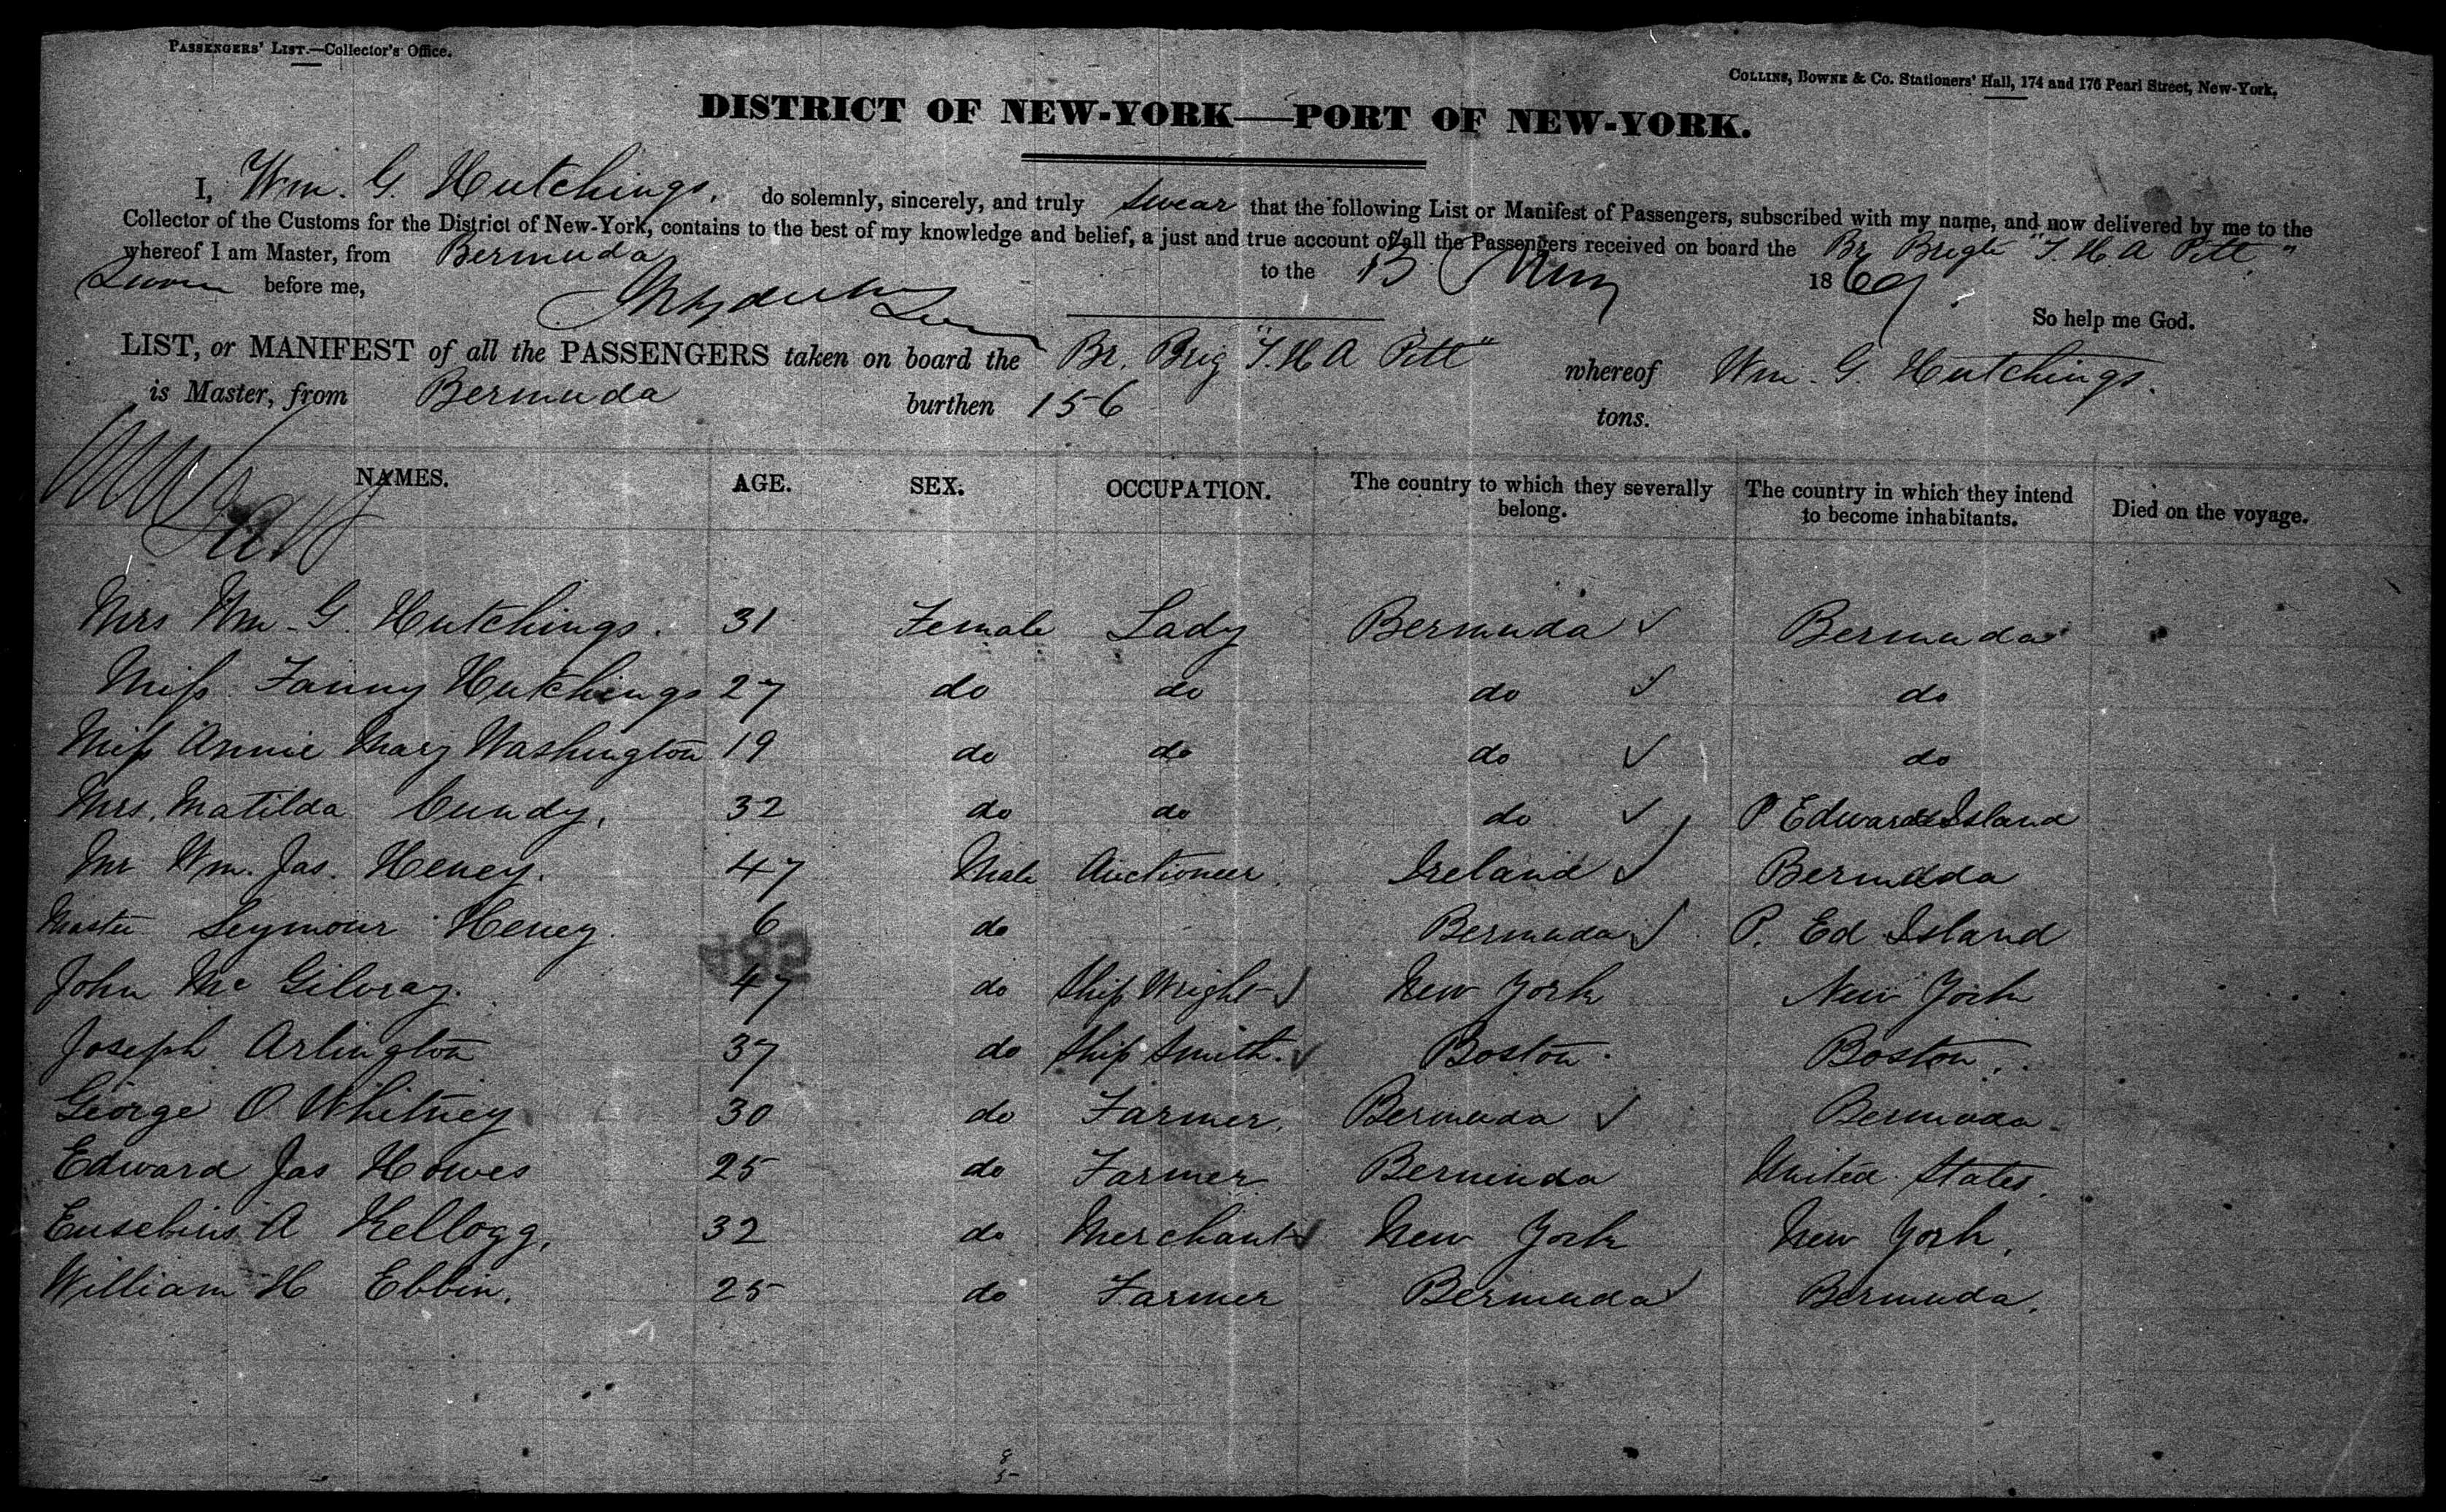 PASSENGERS' LIST.—Collector's Office.
COLLINS, BOWNE & Co. Stationers' Hall, 174 and 176 Pearl Street, New-York.
DISTRICT OF NEW-YORK—PORT OF NEW-YORK.
I, Wm. G. Hutchings, do solemnly, sincerely, and truly swear that the following List or Manifest of Passengers, subscribed with my name, and now delivered by me to the
Collector of the Customs for the District of New-York, contains to the best of my knowledge and belief, a just and true account of all the Passengers received on board the Br Brigte "T. H. A Pitt"
whereof I am Master, from Bermuda
Sworn before me, to the 13 1869.
So help me God.
LIST, or MANIFEST of all the PASSENGERS taken on board the Br. Brig "T. H A Pitt" whereof Wm. G. Hutchings.
is Master, from Bermuda burthen 156 tons.
NAMES. AGE. SEX. OCCUPATION. The country to which they severally belong. The country in which they intend to become inhabitants. Died on the voyage.
Mrs Wm. G. Hutchings. 31 Female Lady Bermuda ✓ Bermuda
Miss Fanny Hutchings 27 do do do ✓ do
Miss Annie Mary Washington 19 do do do ✓ do
Mrs. Matilda Cundy, 32 do do do ✓ P Edwards Island
Mr Wm. Jas. Heney. 47 Male Auctioneer Ireland ✓ Bermuda
Master Seymour Heney. 6 do Bermuda ✓ P. Ed Island
John Mc Gilvray. 47 do Ship Wright ✓ New York New York
Joseph Arlington 37 do Ship Smith. ✓ Boston. Boston.
George O Whitney 30 do Farmer. Bermuda ✓ Bermuda
Edward Jas Howes 25 do Farmer Bermuda United States.
Eusebius A Kellogg, 32 do Merchant ✓ New York New York.
William H Ebbin. 25 do Farmer Bermuda ✓ Bermuda.